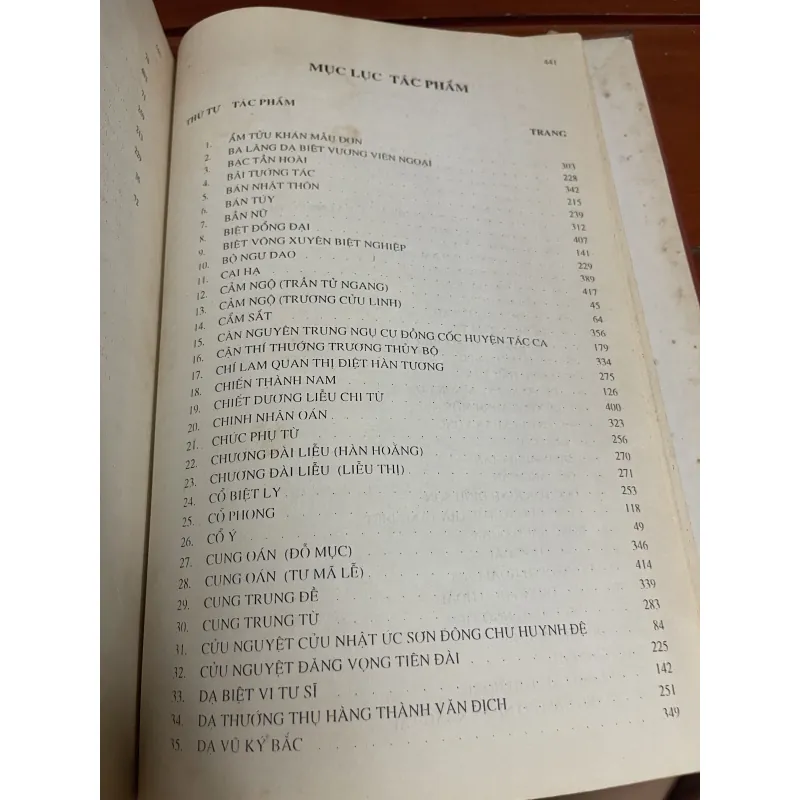 441
MỤC LỤC TÁC PHẨM
THỨ TỰ TÁC PHẨM TRANG
1. ẨM TỬU KHÁN MẪU ĐƠN 303
2. BA LĂNG DẠ BIỆT VƯƠNG VIÊN NGOẠI 228
3. BẠC TẦN HOÀI 342
4. BÁI TƯỚNG TÁC 215
5. BÁN NHẬT THÔN 239
6. BÁN TÚY 312
7. BẦN NỮ 407
8. BIỆT ĐỔNG ĐẠI 141
9. BIỆT VÕNG XUYÊN BIỆT NGHIỆP 229
10. BỘ NGƯ DAO 389
11. CAI HẠ 417
12. CẢM NGỘ (TRẦN TỬ NGANG) 45
13. CẢM NGỘ (TRƯƠNG CỬU LINH) 64
14. CẨM SẮT 356
15. CÀN NGUYÊN TRUNG NGỤ CƯ ĐỒNG CỐC HUYỆN TÁC CA 179
16. CẬN THÍ THƯỚNG TRƯƠNG THỦY BỘ 334
17. CHÍ LAM QUAN THỊ ĐIỆT HÀN TƯƠNG 275
18. CHIẾN THÀNH NAM 126
19. CHIẾT DƯƠNG LIỄU CHI TỪ 400
20. CHINH NHÂN OÁN 323
21. CHỨC PHỤ TỪ 256
22. CHƯƠNG ĐÀI LIỄU (HÀN HOẰNG) 270
23. CHƯƠNG ĐÀI LIỄU (LIỄU THỊ) 271
24. CỔ BIỆT LY 253
25. CỔ PHONG 118
26. CỔ Ý 49
27. CUNG OÁN (ĐỖ MỤC) 346
28. CUNG OÁN (TƯ MÃ LỄ) 414
29. CUNG TRUNG ĐỀ 339
30. CUNG TRUNG TỪ 283
31. CỬU NGUYỆT CỬU NHẬT ỨC SƠN ĐÔNG CHƯ HUYNH ĐỆ 84
32. CỬU NGUYỆT ĐĂNG VỌNG TIÊN ĐÀI 225
33. DẠ BIỆT VI TƯ SĨ 142
34. DẠ THƯỚNG THỤ HÀNG THÀNH VĂN ĐỊCH 251
35. DẠ VŨ KÝ BẮC 349